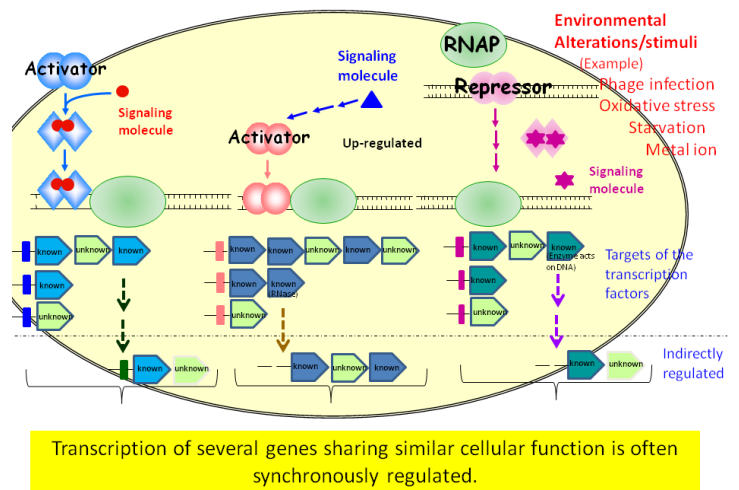 Environmental
Alterations/stimuli
(Example)
Phage infection
Oxidative stress
Starvation
Metal ion
RNAP
Activator
Signaling
molecule
Signaling
molecule
Activator
Up-regulated
Repressor
Signaling
molecule
known unknown known
known
unknown
known known unknown known unknown
known known
(RNase)
unknown
known unknown known
(Enzyme acts
on DNA)
known
unknown
Targets of the
transcription
factors
known unknown
known unknown known
known unknown
Indirectly
regulated
Transcription of several genes sharing similar cellular function is often
synchronously regulated.